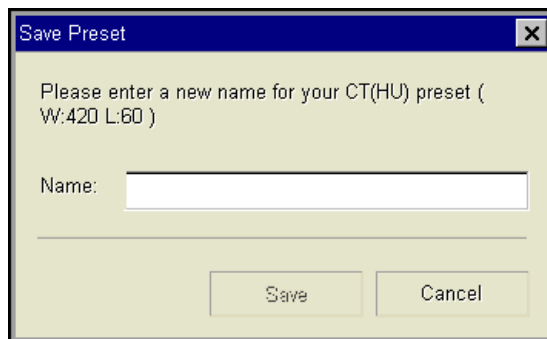 Save Preset
Please enter a new name for your CT(HU) preset (
W:420 L:60 )
Name:
Save
Cancel